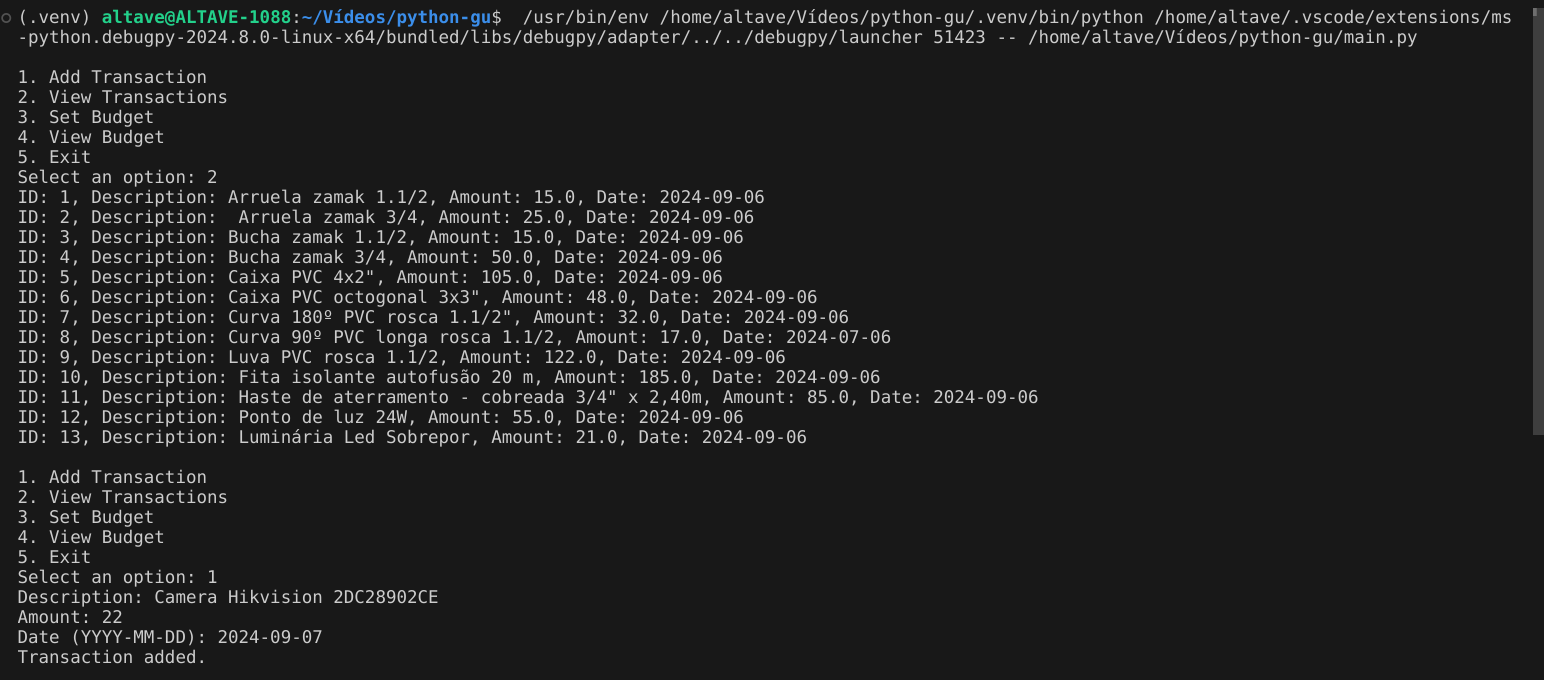 (.venv) altave@ALTAVE-1088:~/Vídeos/python-gu$  /usr/bin/env /home/altave/Vídeos/python-gu/.venv/bin/python /home/altave/.vscode/extensions/ms
-python.debugpy-2024.8.0-linux-x64/bundled/libs/debugpy/adapter/../../debugpy/launcher 51423 -- /home/altave/Vídeos/python-gu/main.py
1. Add Transaction
2. View Transactions
3. Set Budget
4. View Budget
5. Exit
Select an option: 2
ID: 1, Description: Arruela zamak 1.1/2, Amount: 15.0, Date: 2024-09-06
ID: 2, Description:  Arruela zamak 3/4, Amount: 25.0, Date: 2024-09-06
ID: 3, Description: Bucha zamak 1.1/2, Amount: 15.0, Date: 2024-09-06
ID: 4, Description: Bucha zamak 3/4, Amount: 50.0, Date: 2024-09-06
ID: 5, Description: Caixa PVC 4x2", Amount: 105.0, Date: 2024-09-06
ID: 6, Description: Caixa PVC octogonal 3x3", Amount: 48.0, Date: 2024-09-06
ID: 7, Description: Curva 180º PVC rosca 1.1/2", Amount: 32.0, Date: 2024-09-06
ID: 8, Description: Curva 90º PVC longa rosca 1.1/2, Amount: 17.0, Date: 2024-07-06
ID: 9, Description: Luva PVC rosca 1.1/2, Amount: 122.0, Date: 2024-09-06
ID: 10, Description: Fita isolante autofusão 20 m, Amount: 185.0, Date: 2024-09-06
ID: 11, Description: Haste de aterramento - cobreada 3/4" x 2,40m, Amount: 85.0, Date: 2024-09-06
ID: 12, Description: Ponto de luz 24W, Amount: 55.0, Date: 2024-09-06
ID: 13, Description: Luminária Led Sobrepor, Amount: 21.0, Date: 2024-09-06
1. Add Transaction
2. View Transactions
3. Set Budget
4. View Budget
5. Exit
Select an option: 1
Description: Camera Hikvision 2DC28902CE
Amount: 22
Date (YYYY-MM-DD): 2024-09-07
Transaction added.